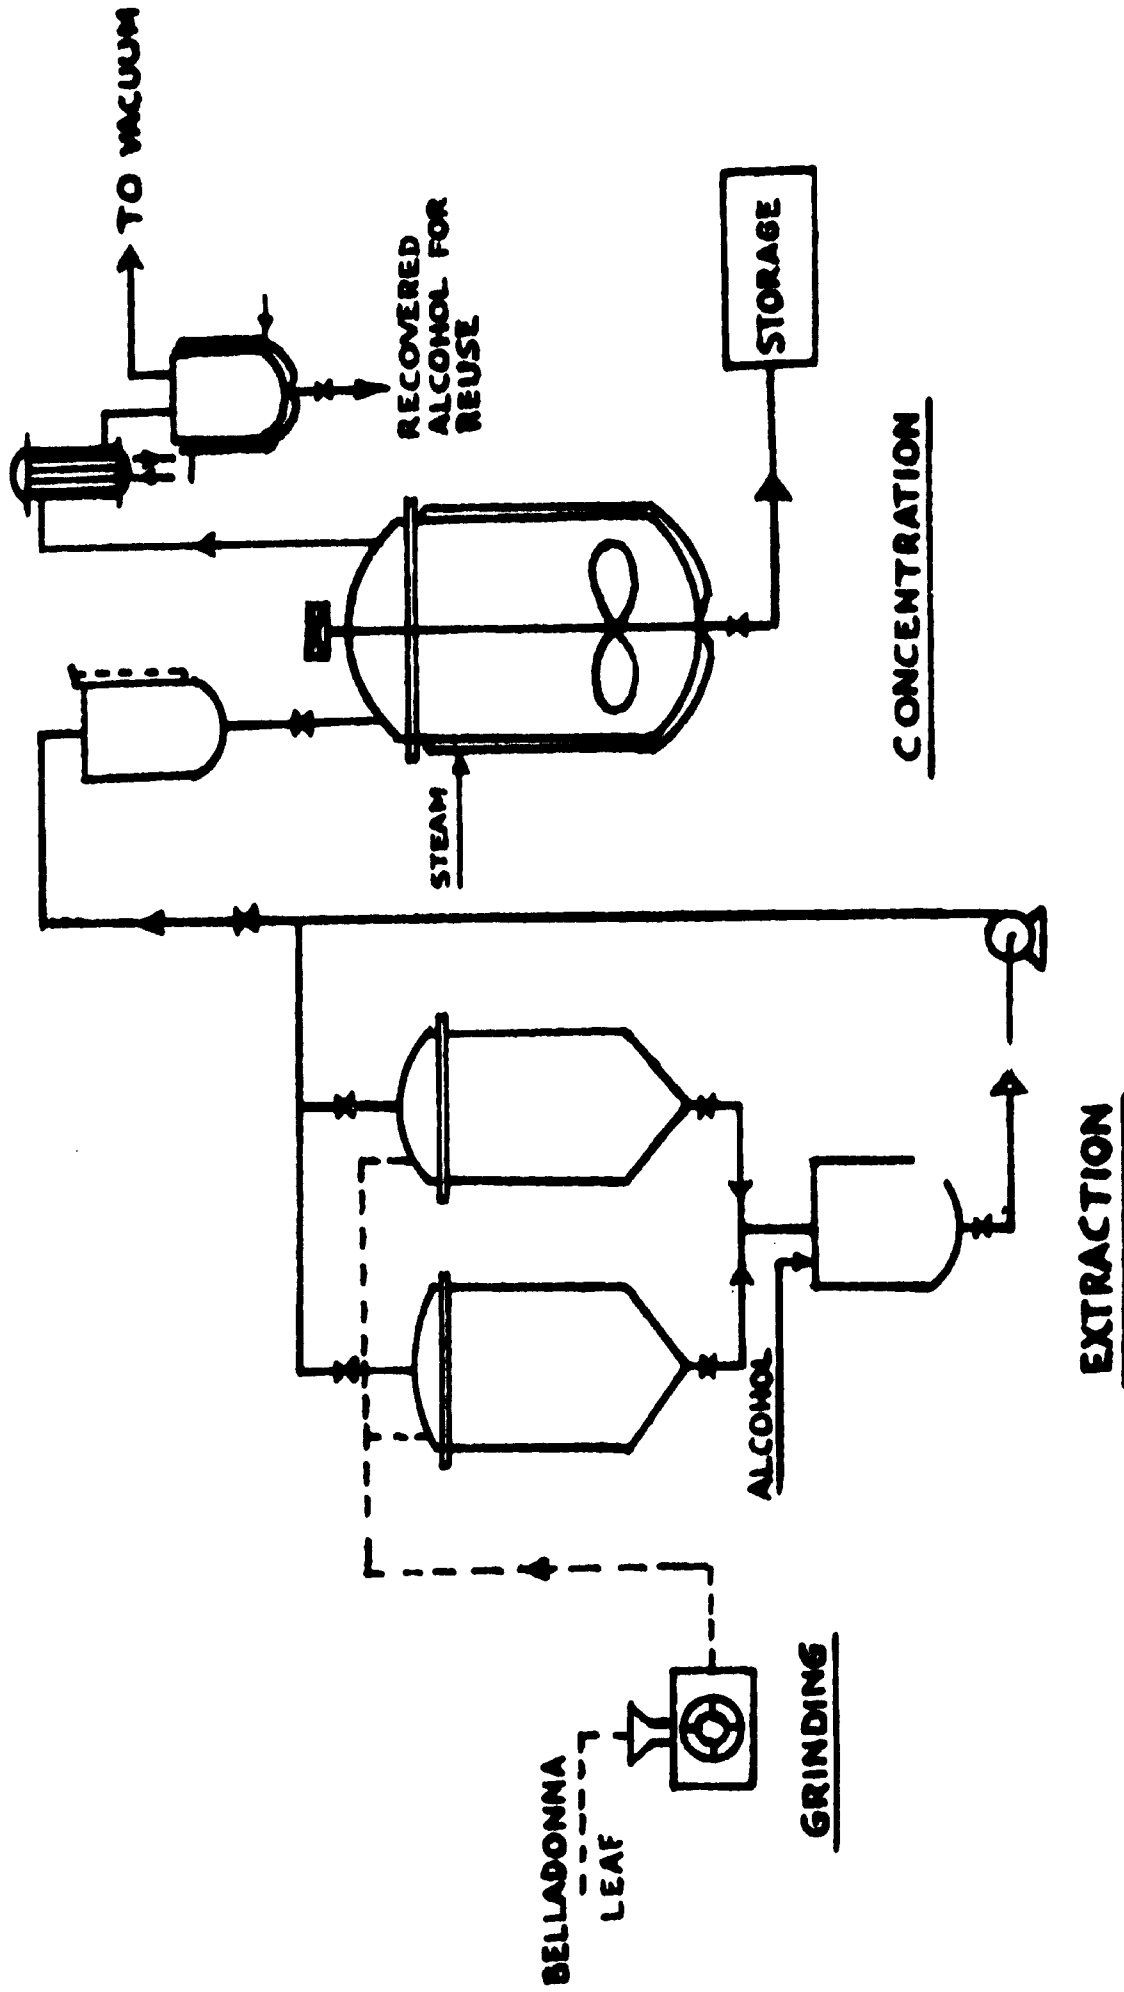 BELLADONNA
LEAF
GRINDING
ALCOHOL
EXTRACTION
STEAM
CONCENTRATION
STORAGE
RECOVERED
ALCOHOL FOR
REUSE
TO VACUUM